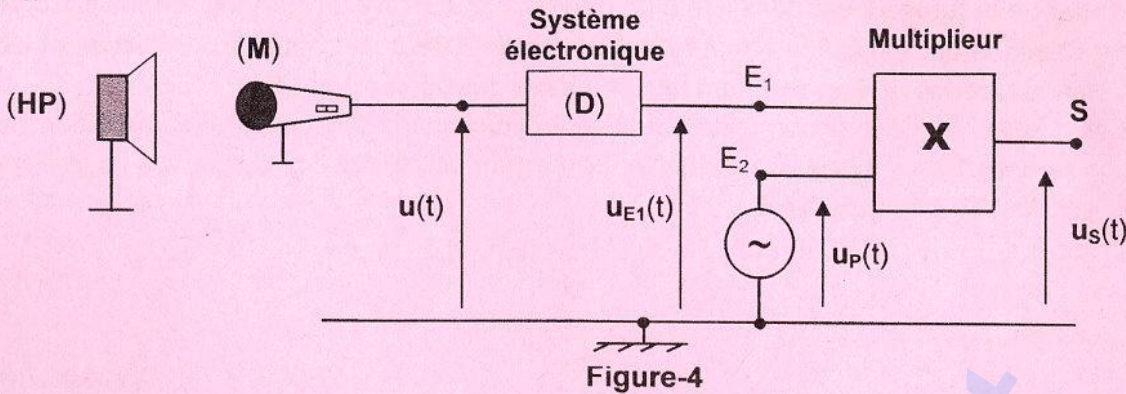 Système
électronique
Multiplieur
(HP)
(M)
(D)
E1
X
S
E2
u(t)
uE1(t)
~
uP(t)
uS(t)
Figure-4